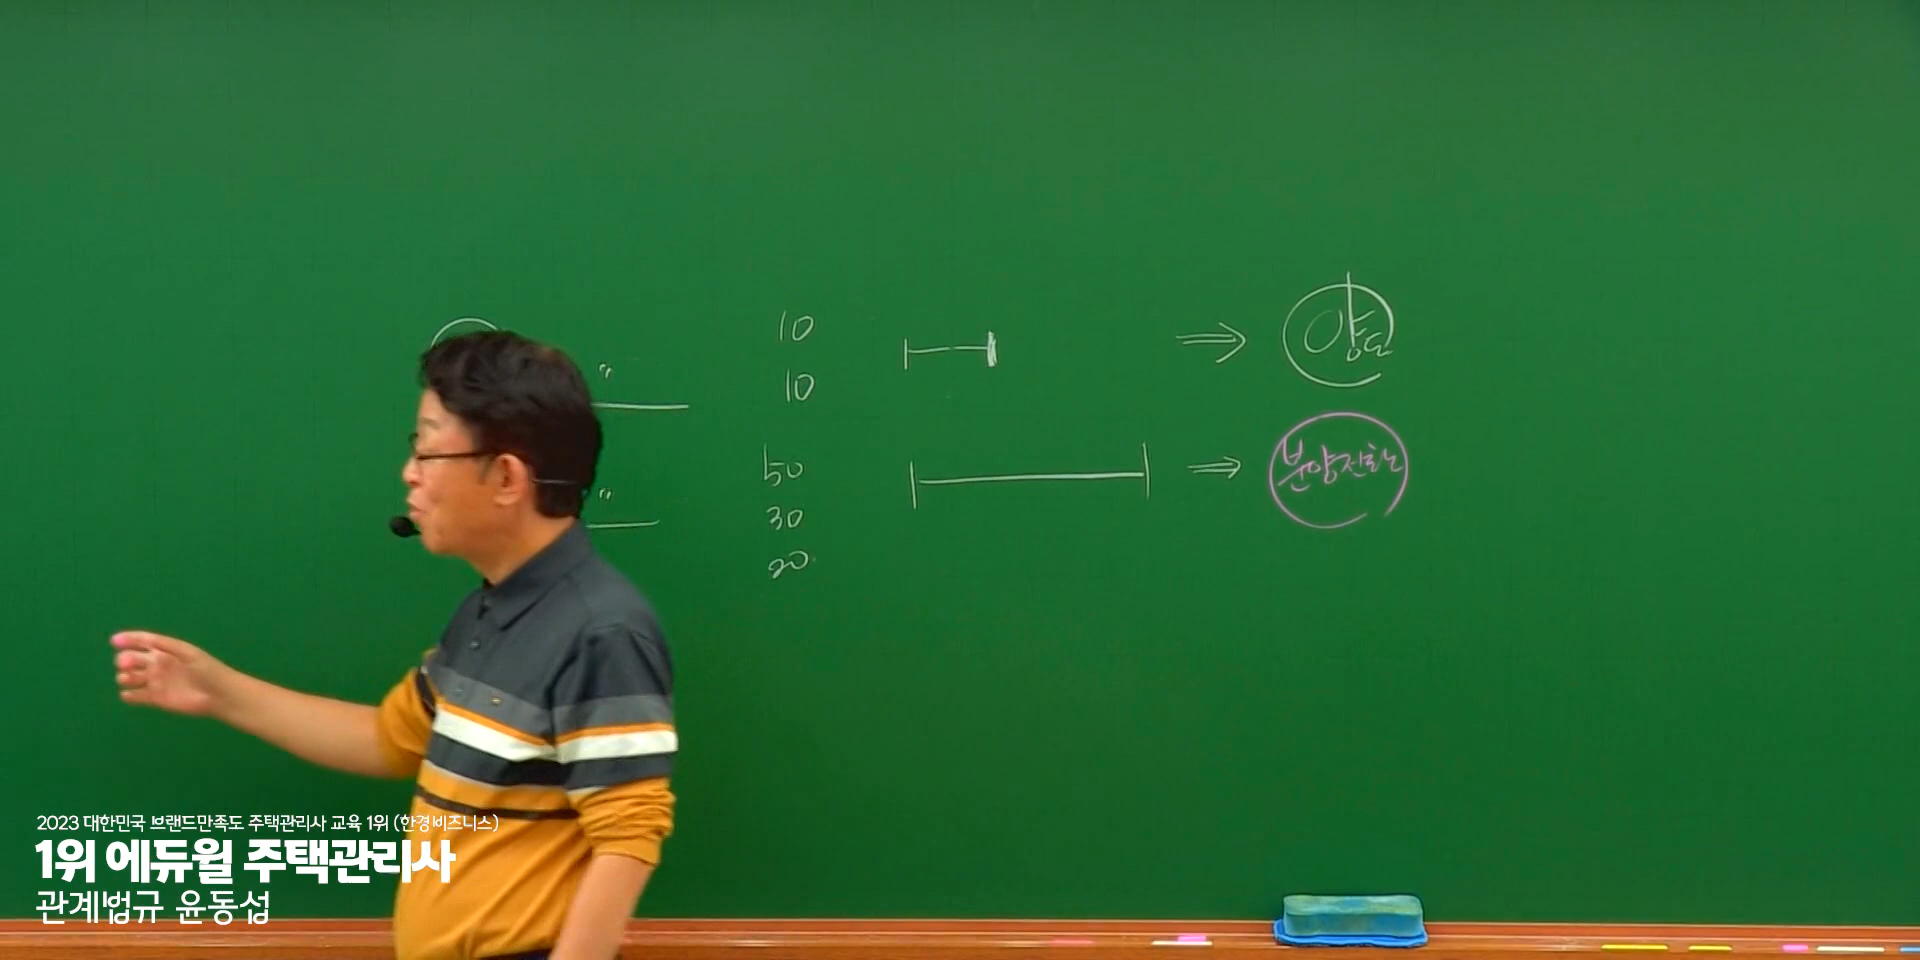 10
10
양도
50
30
20
분양전환
2023 대한민국 브랜드만족도 주택관리사 교육 1위 (한경비즈니스)
1위 에듀윌 주택관리사
관계법규 윤동섭